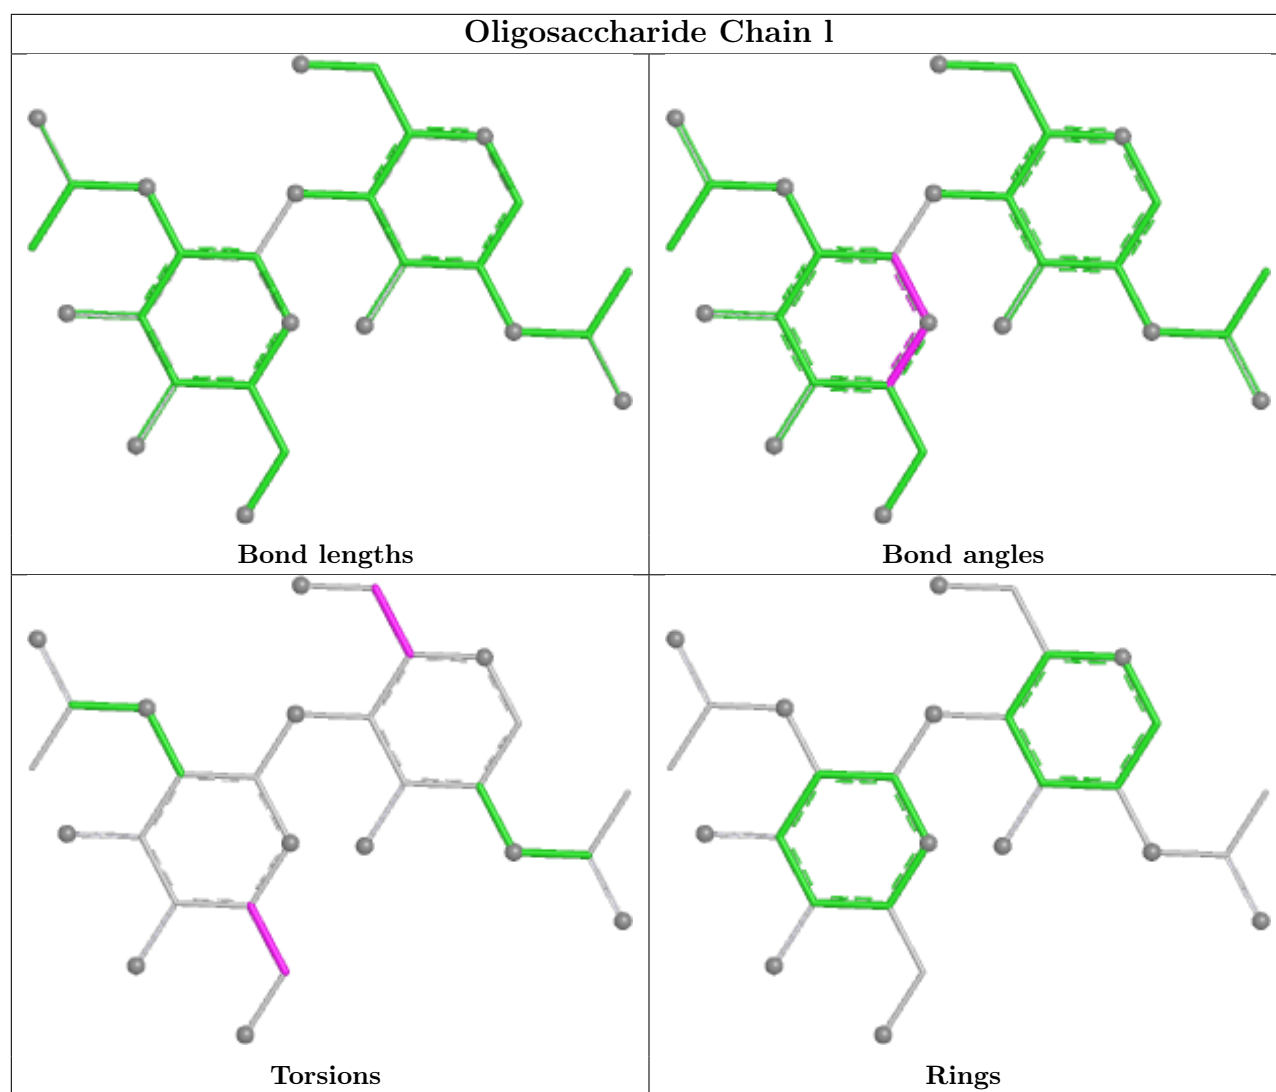 Oligosaccharide Chain l
Bond lengths
Bond angles
Torsions
Rings